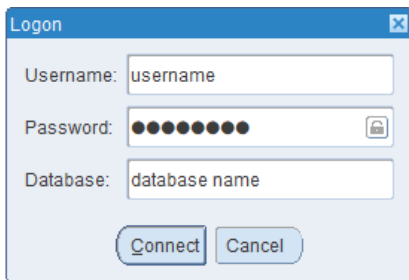 Logon
Username: username
Password: ●●●●●●●●
Database: database name
Connect Cancel